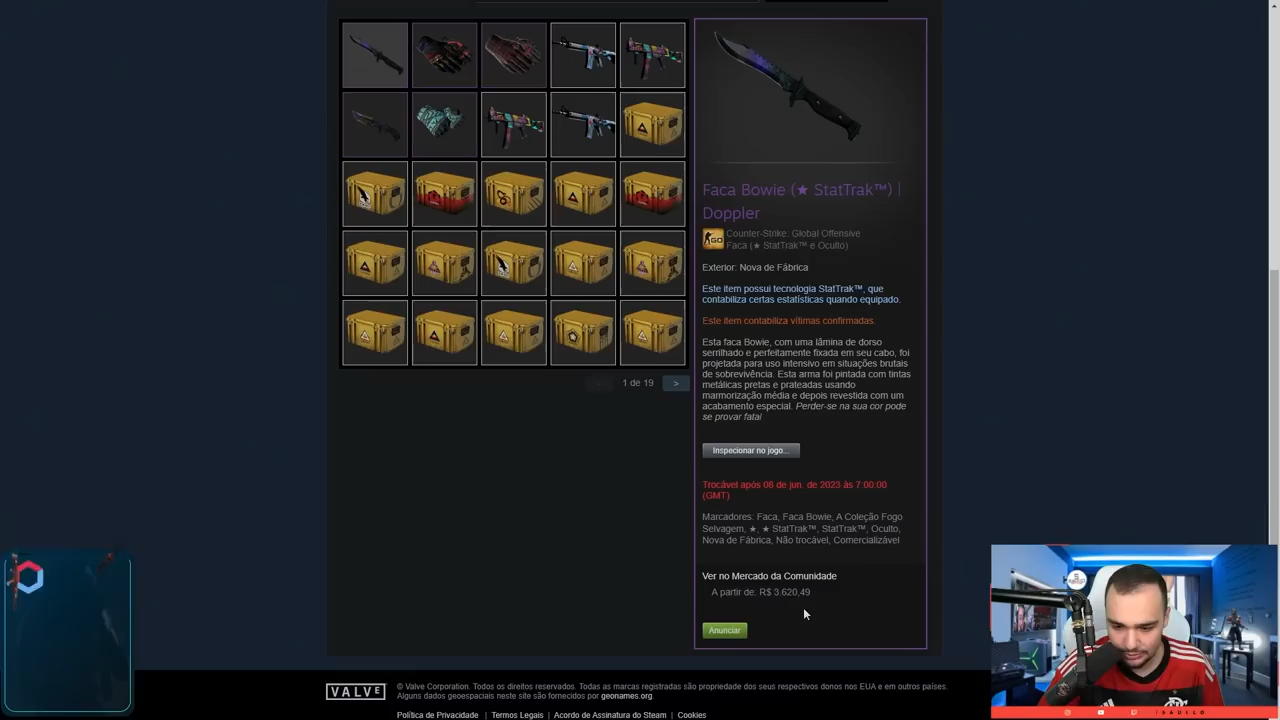 1 de 19
>
Faca Bowie (★ StatTrak™) |
Doppler
Counter-Strike: Global Offensive
Faca (★ StatTrak™ e Oculto)
Exterior: Nova de Fábrica
Este item possui tecnologia StatTrak™, que
contabiliza certas estatísticas quando equipado.
Este item contabiliza vítimas confirmadas.
Esta faca Bowie, com uma lâmina de dorso
serrilhado e perfeitamente fixada em seu cabo, foi
projetada para uso intensivo em situações brutais
de sobrevivência. Esta arma foi pintada com tintas
metálicas pretas e prateadas usando
marmorização média e depois revestida com um
acabamento especial. Perder-se na sua cor pode
se provar fatal
Inspecionar no jogo...
Trocável após 08 de jun. de 2023 às 7:00:00
(GMT)
Marcadores: Faca, Faca Bowie, A Coleção Fogo
Selvagem, ★, ★ StatTrak™, StatTrak™, Oculto,
Nova de Fábrica, Não trocável, Comercializável
Ver no Mercado da Comunidade
A partir de: R$ 3.620,49
Anunciar
VALVE
© Valve Corporation. Todos os direitos reservados. Todas as marcas registradas são propriedade dos seus respectivos donos nos EUA e em outros países.
Alguns dados geoespaciais neste site são fornecidos por geonames.org.
Política de Privacidade | Termos Legais | Acordo de Assinatura do Steam | Cookies